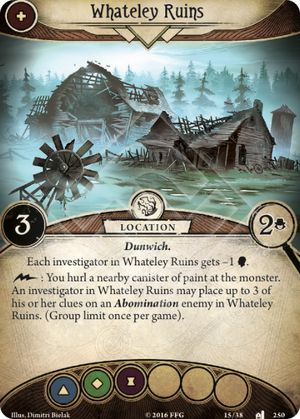 Whateley Ruins
3
LOCATION
2
Dunwich.
Each investigator in Whateley Ruins gets –1 .
: You hurl a nearby canister of paint at the monster.
An investigator in Whateley Ruins may place up to 3 of
his or her clues on an Abomination enemy in Whateley
Ruins. (Group limit once per game).
Illus. Dimitri Bielak
© 2016 FFG
15/38
250